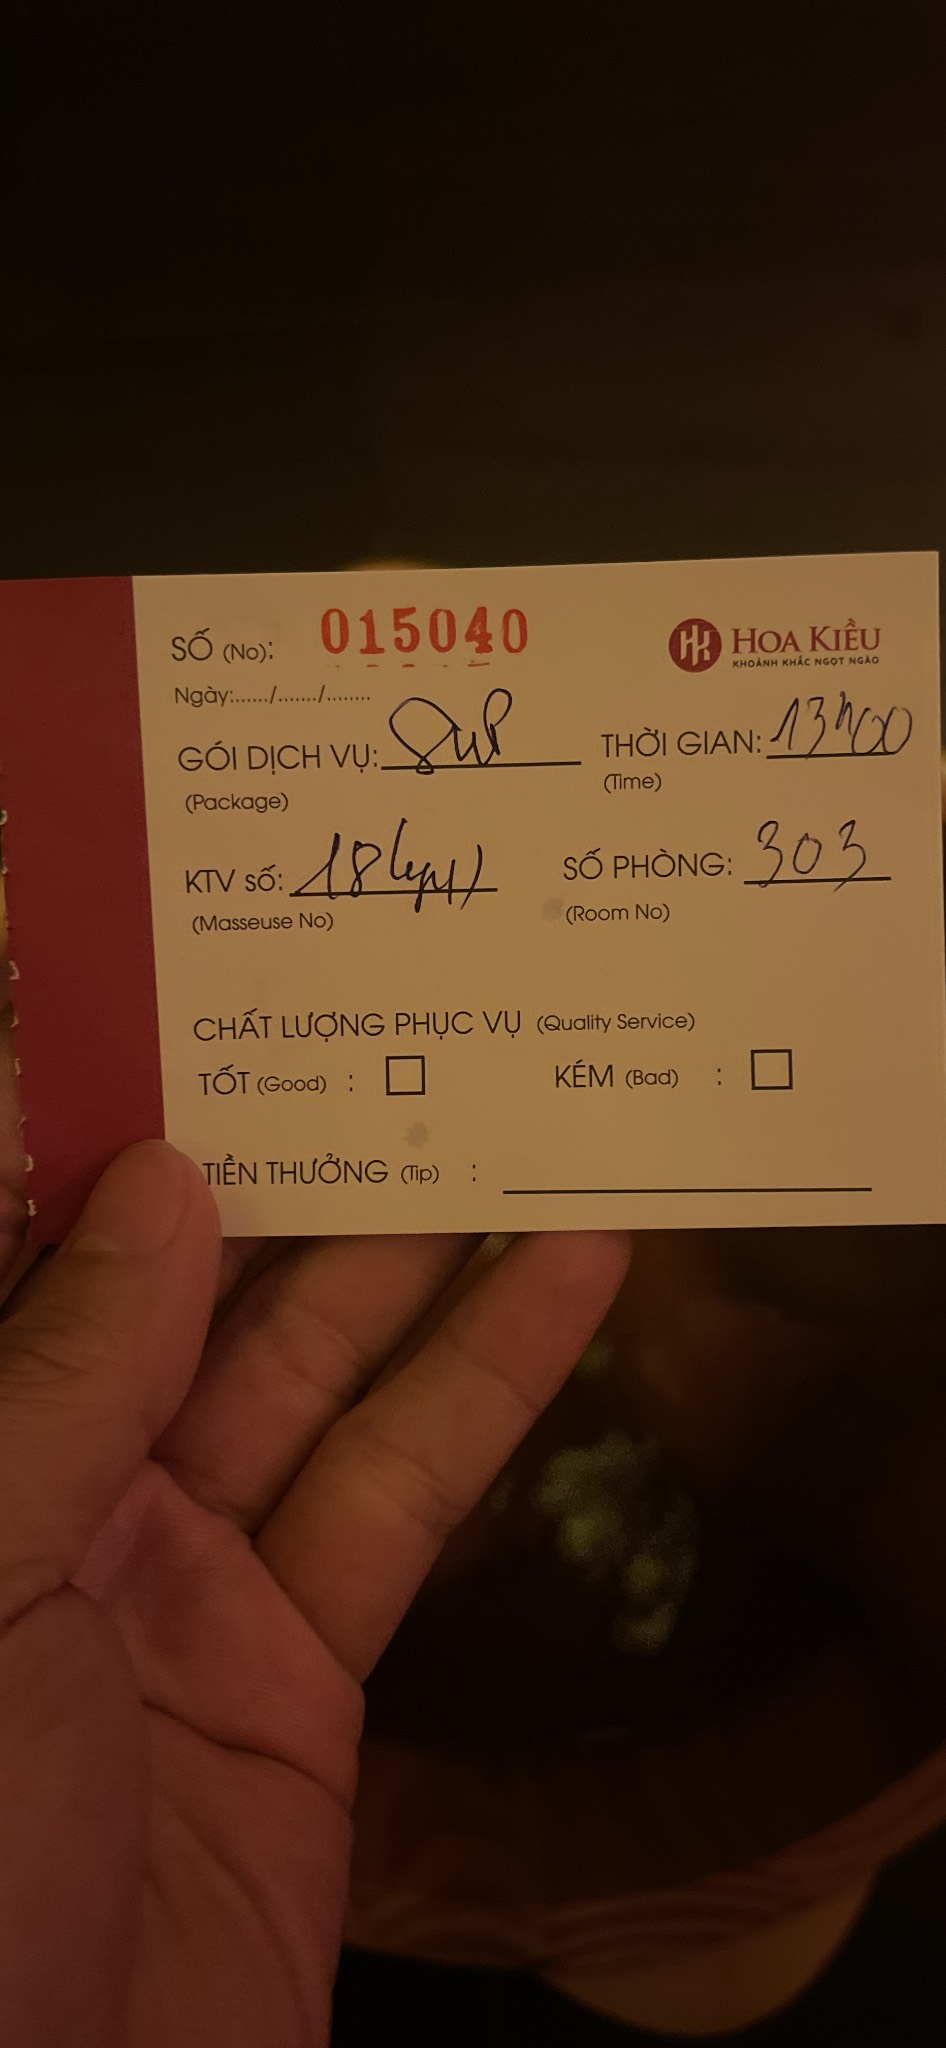 SỐ (No): 015040
HOA KIỀU
KHOẢNH KHẮC NGỌT NGÀO
Ngày:....../......./........
GÓI DỊCH VỤ: THỜI GIAN: 13h00
(Package) (Time)
KTV số: 18 SỐ PHÒNG: 303
(Masseuse No) (Room No)
CHẤT LƯỢNG PHỤC VỤ (Quality Service)
TỐT (Good) : KÉM (Bad) :
TIỀN THƯỞNG (Tip) :